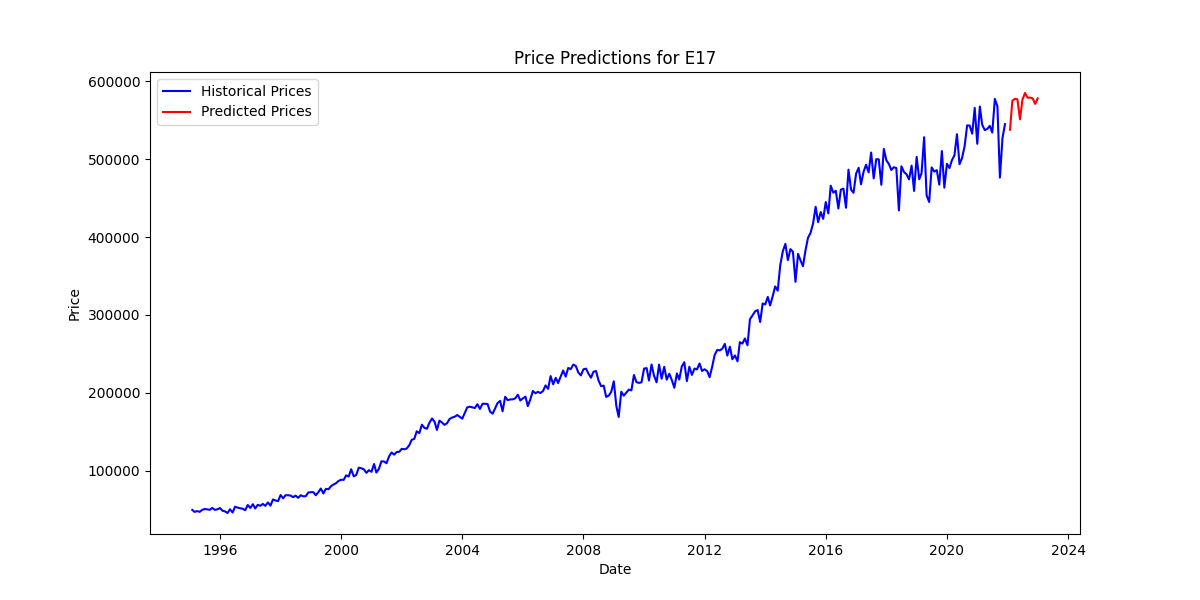 Price Predictions for E17
Historical Prices
Predicted Prices
600000
500000
400000
300000
200000
100000
Price
1996 2000 2004 2008 2012 2016 2020 2024
Date